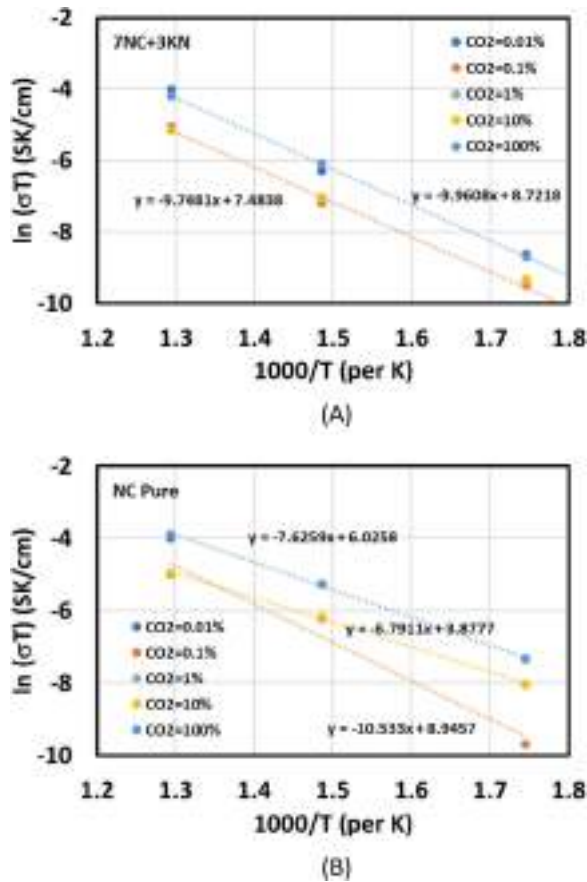 7NC+3KN
CO2=0.01%
CO2=0.1%
CO2=1%
CO2=10%
CO2=100%
y = -9.7681x+7.4838
y = -9.9608x+8.7218
ln (σT) (SK/cm)
-2
-4
-6
-8
-10
1.2 1.3 1.4 1.5 1.6 1.7 1.8
1000/T (per K)
(A)
NC Pure
y = -7.6259x+6.0258
y = -6.7911x+3.8777
y = -10.533x+8.9457
CO2=0.01%
CO2=0.1%
CO2=1%
CO2=10%
CO2=100%
ln (σT) (SK/cm)
-2
-4
-6
-8
-10
1.2 1.3 1.4 1.5 1.6 1.7 1.8
1000/T (per K)
(B)